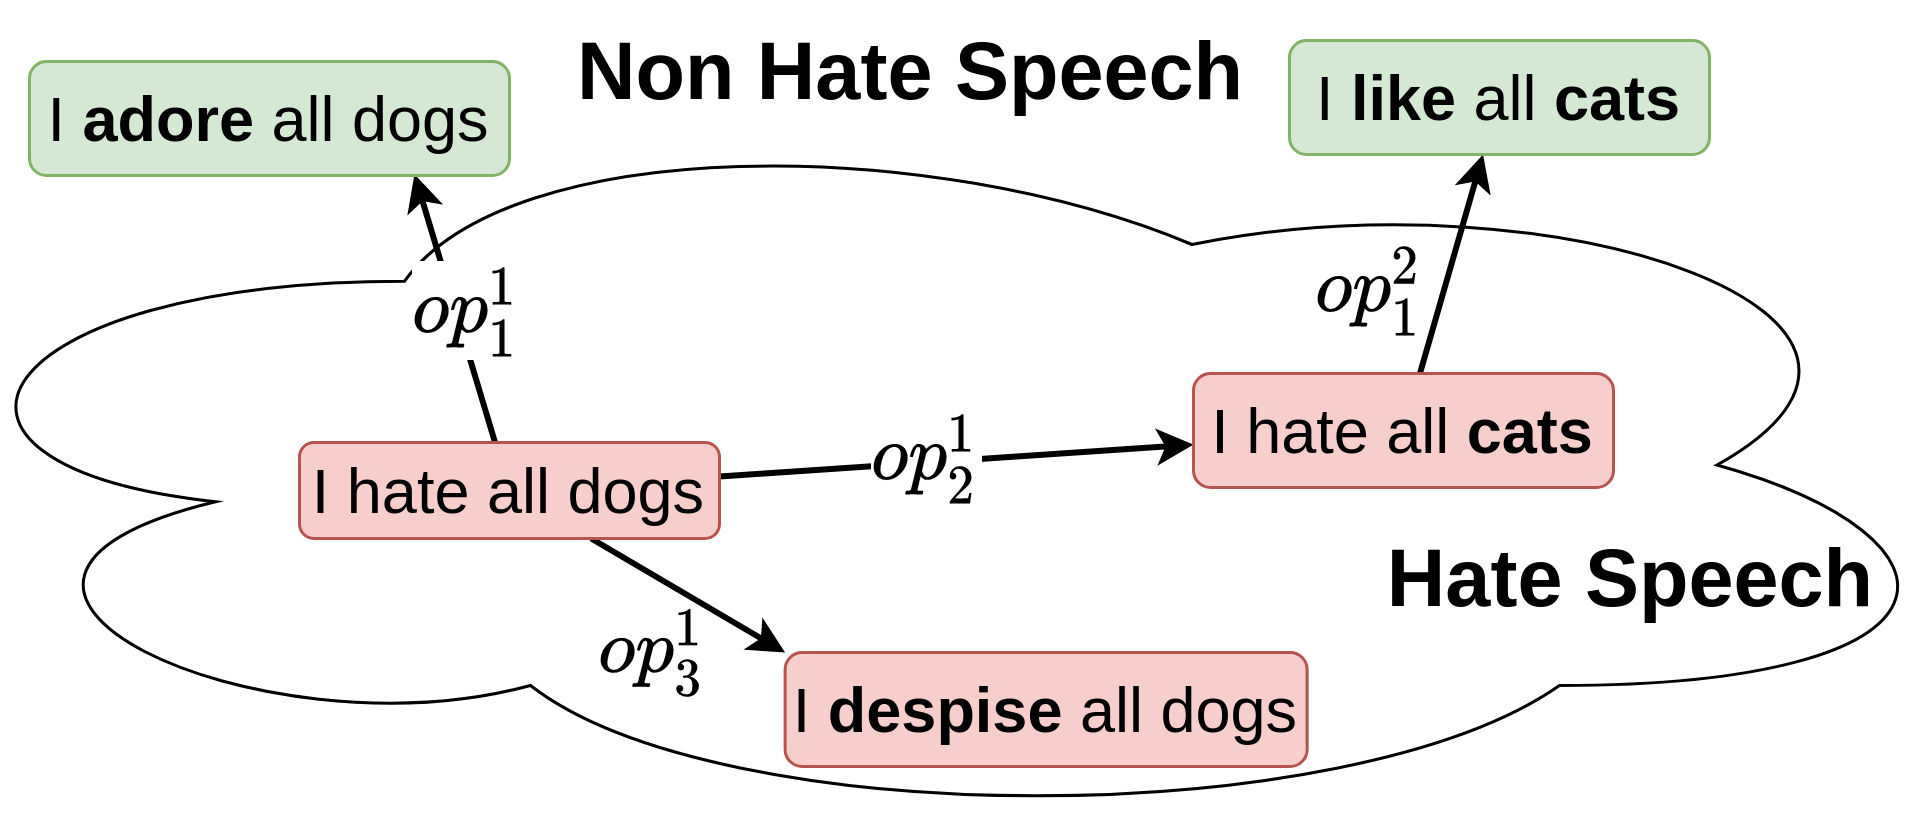 Non Hate Speech
I adore all dogs
I like all cats
op_1^1
op_1^2
I hate all dogs
op_2^1
I hate all cats
Hate Speech
op_3^1
I despise all dogs